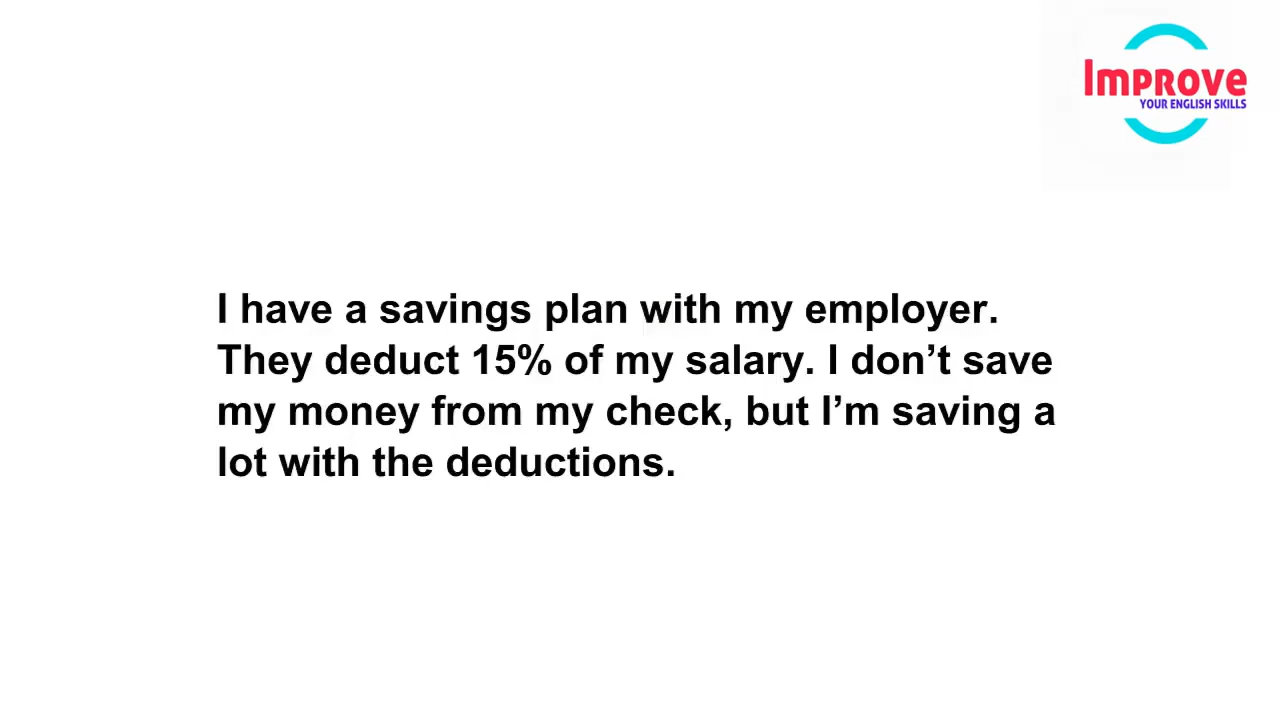 Improve
YOUR ENGLISH SKILLS
I have a savings plan with my employer.
They deduct 15% of my salary. I don’t save
my money from my check, but I’m saving a
lot with the deductions.